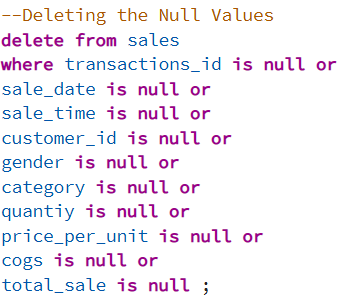 --Deleting the Null Values
delete from sales
where transactions_id is null or
sale_date is null or
sale_time is null or
customer_id is null or
gender is null or
category is null or
quantiy is null or
price_per_unit is null or
cogs is null or
total_sale is null ;